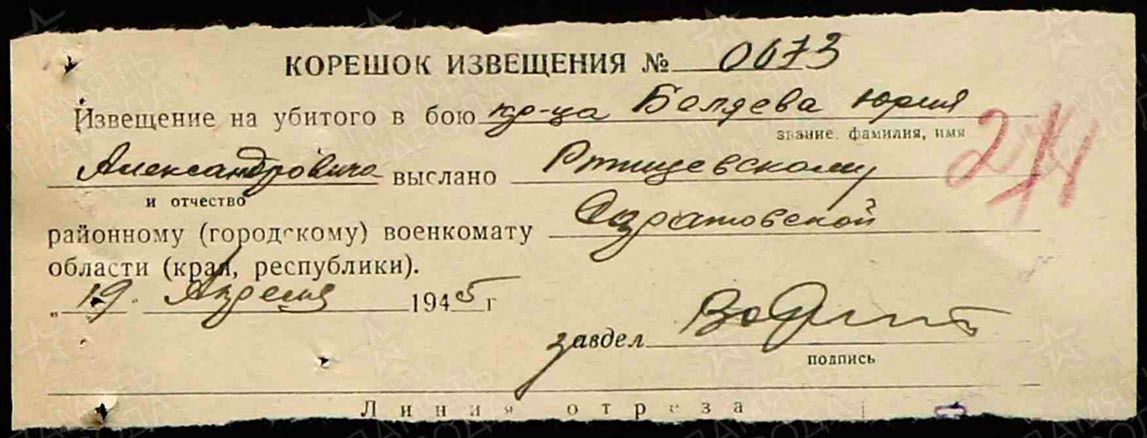 КОРЕШОК ИЗВЕЩЕНИЯ № 0673
Извещение на убитого в бою кр-ца Болдева Юрия
звание, фамилия, имя
Александровича выслано Ртищевскому
и отчество
районному (городскому) военкомату Саратовской
области (края, республики).
„19" Апреля 1945 г
завдел
подпись
Линия отреза